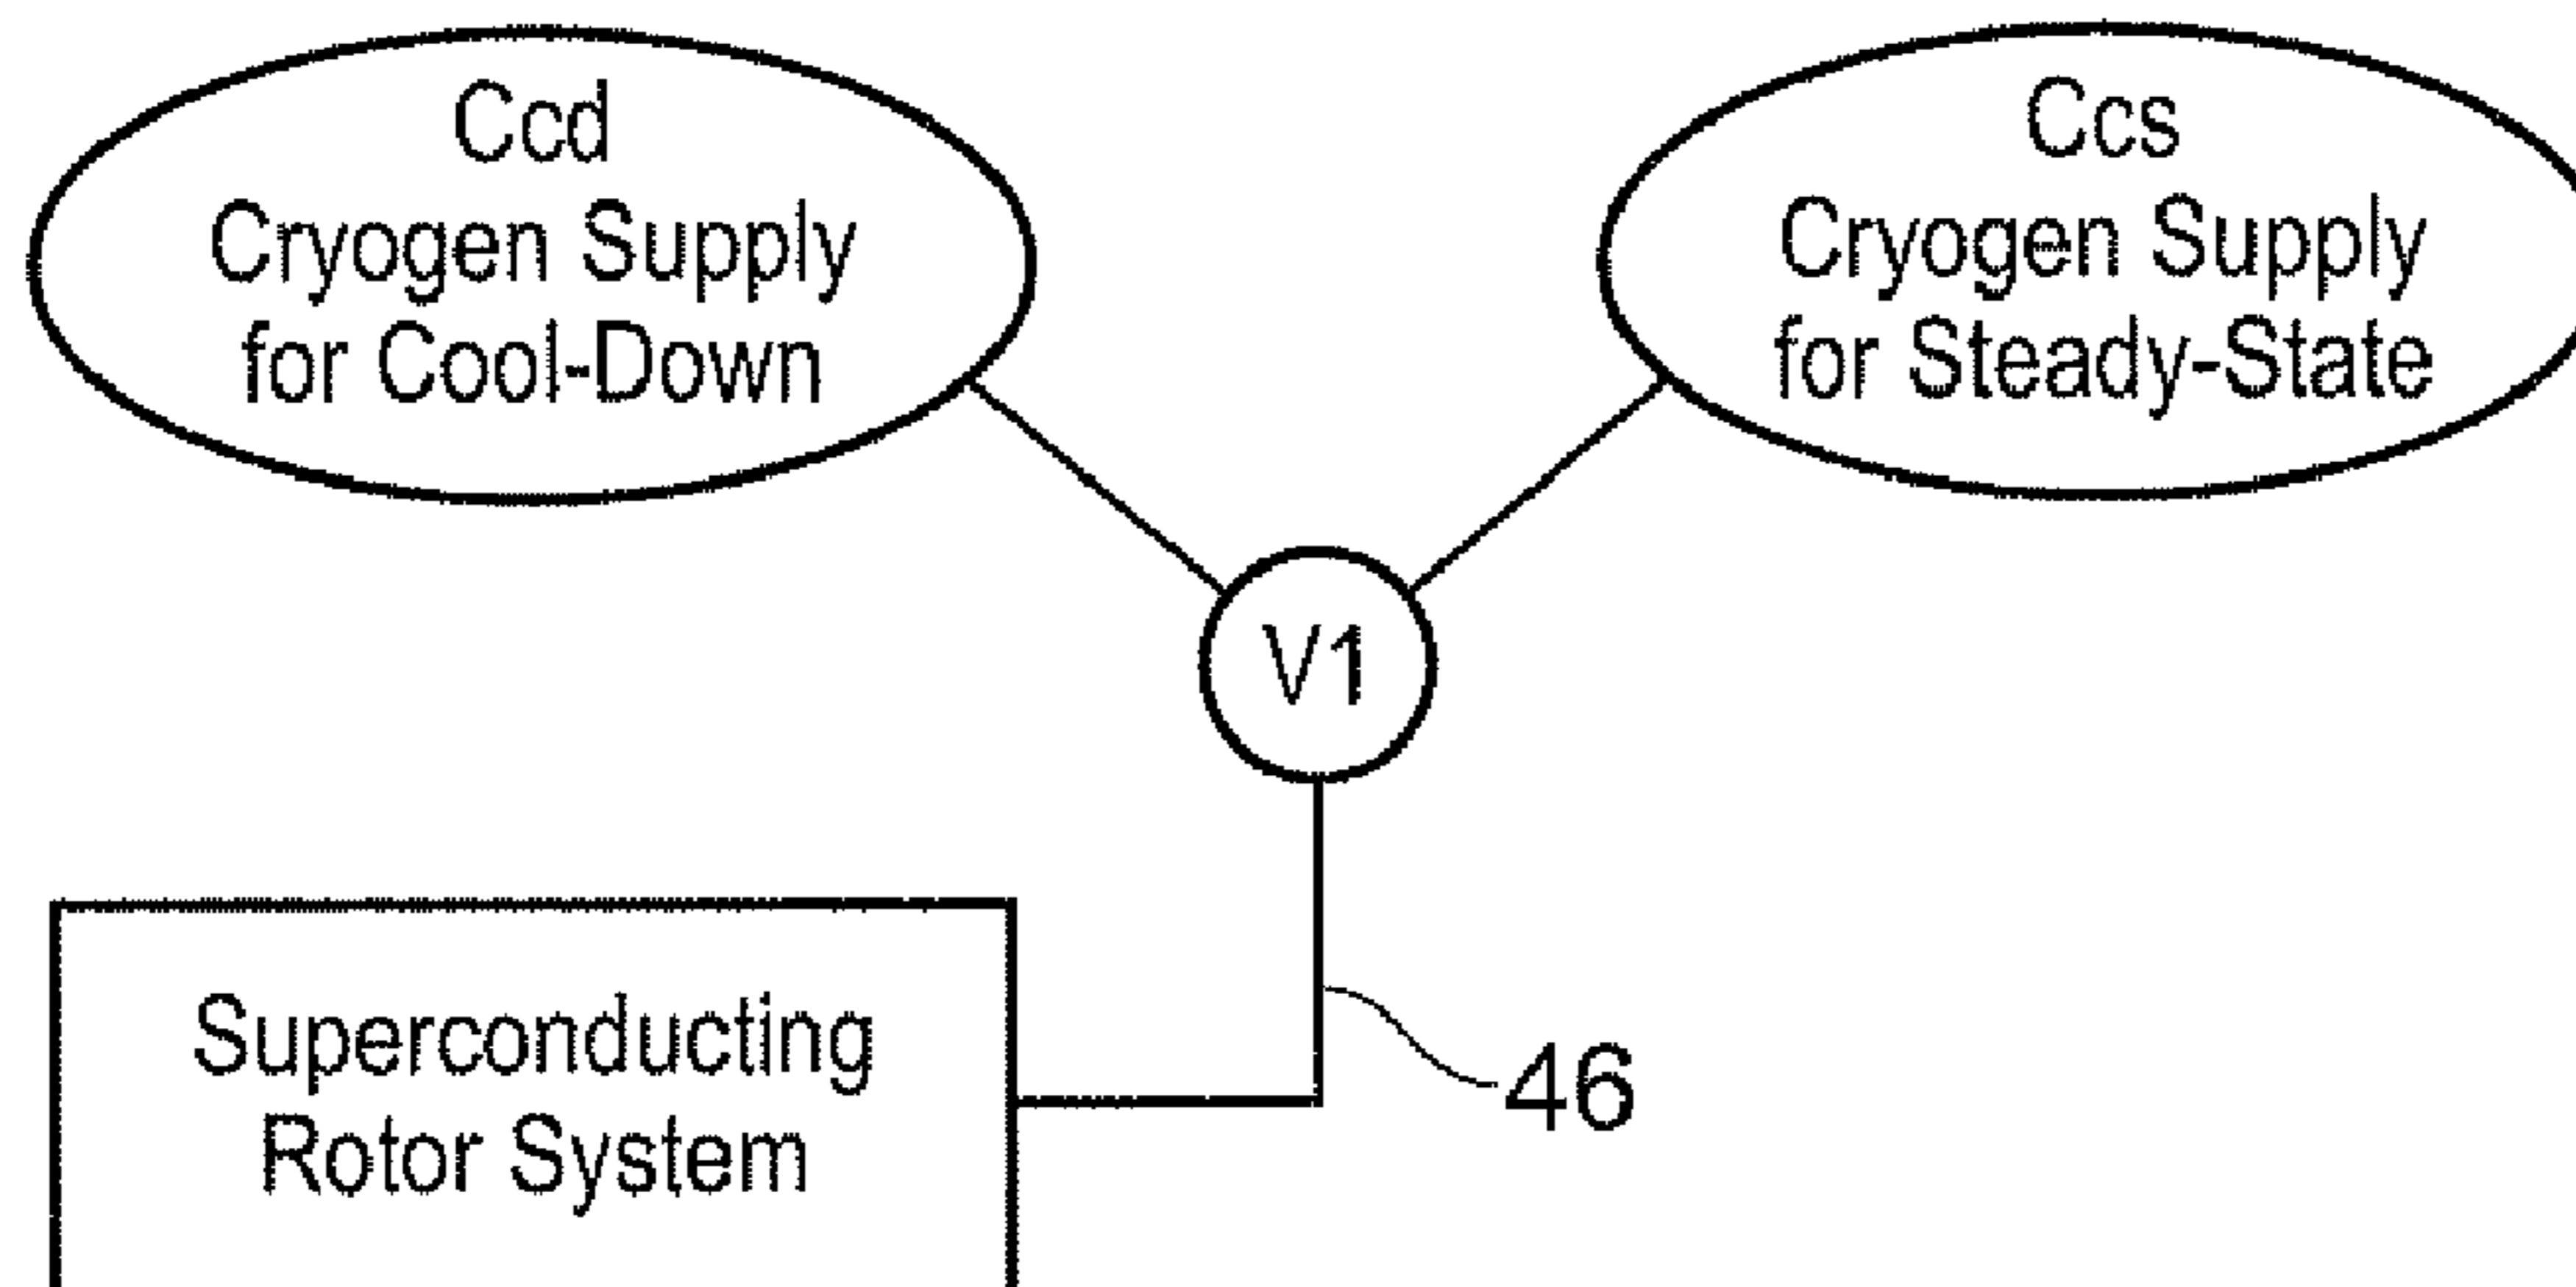 Ccd
Cryogen Supply
for Cool-Down
Ccs
Cryogen Supply
for Steady-State
V1
Superconducting
Rotor System
46